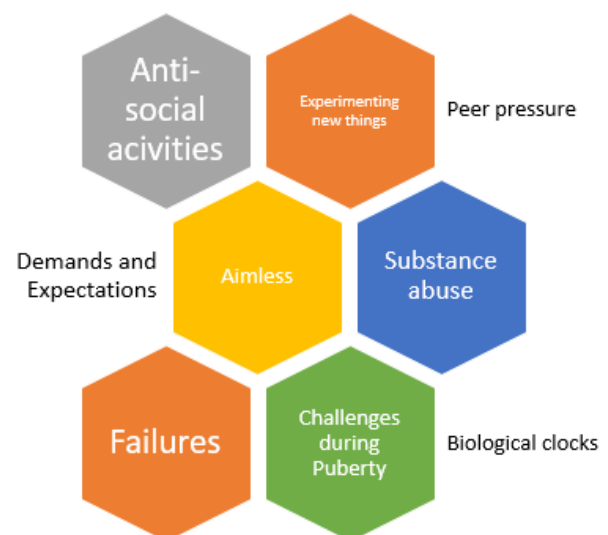 Anti-
social
acivities
Experimenting
new things
Peer pressure
Demands and
Expectations
Aimless
Substance
abuse
Failures
Challenges
during
Puberty
Biological clocks